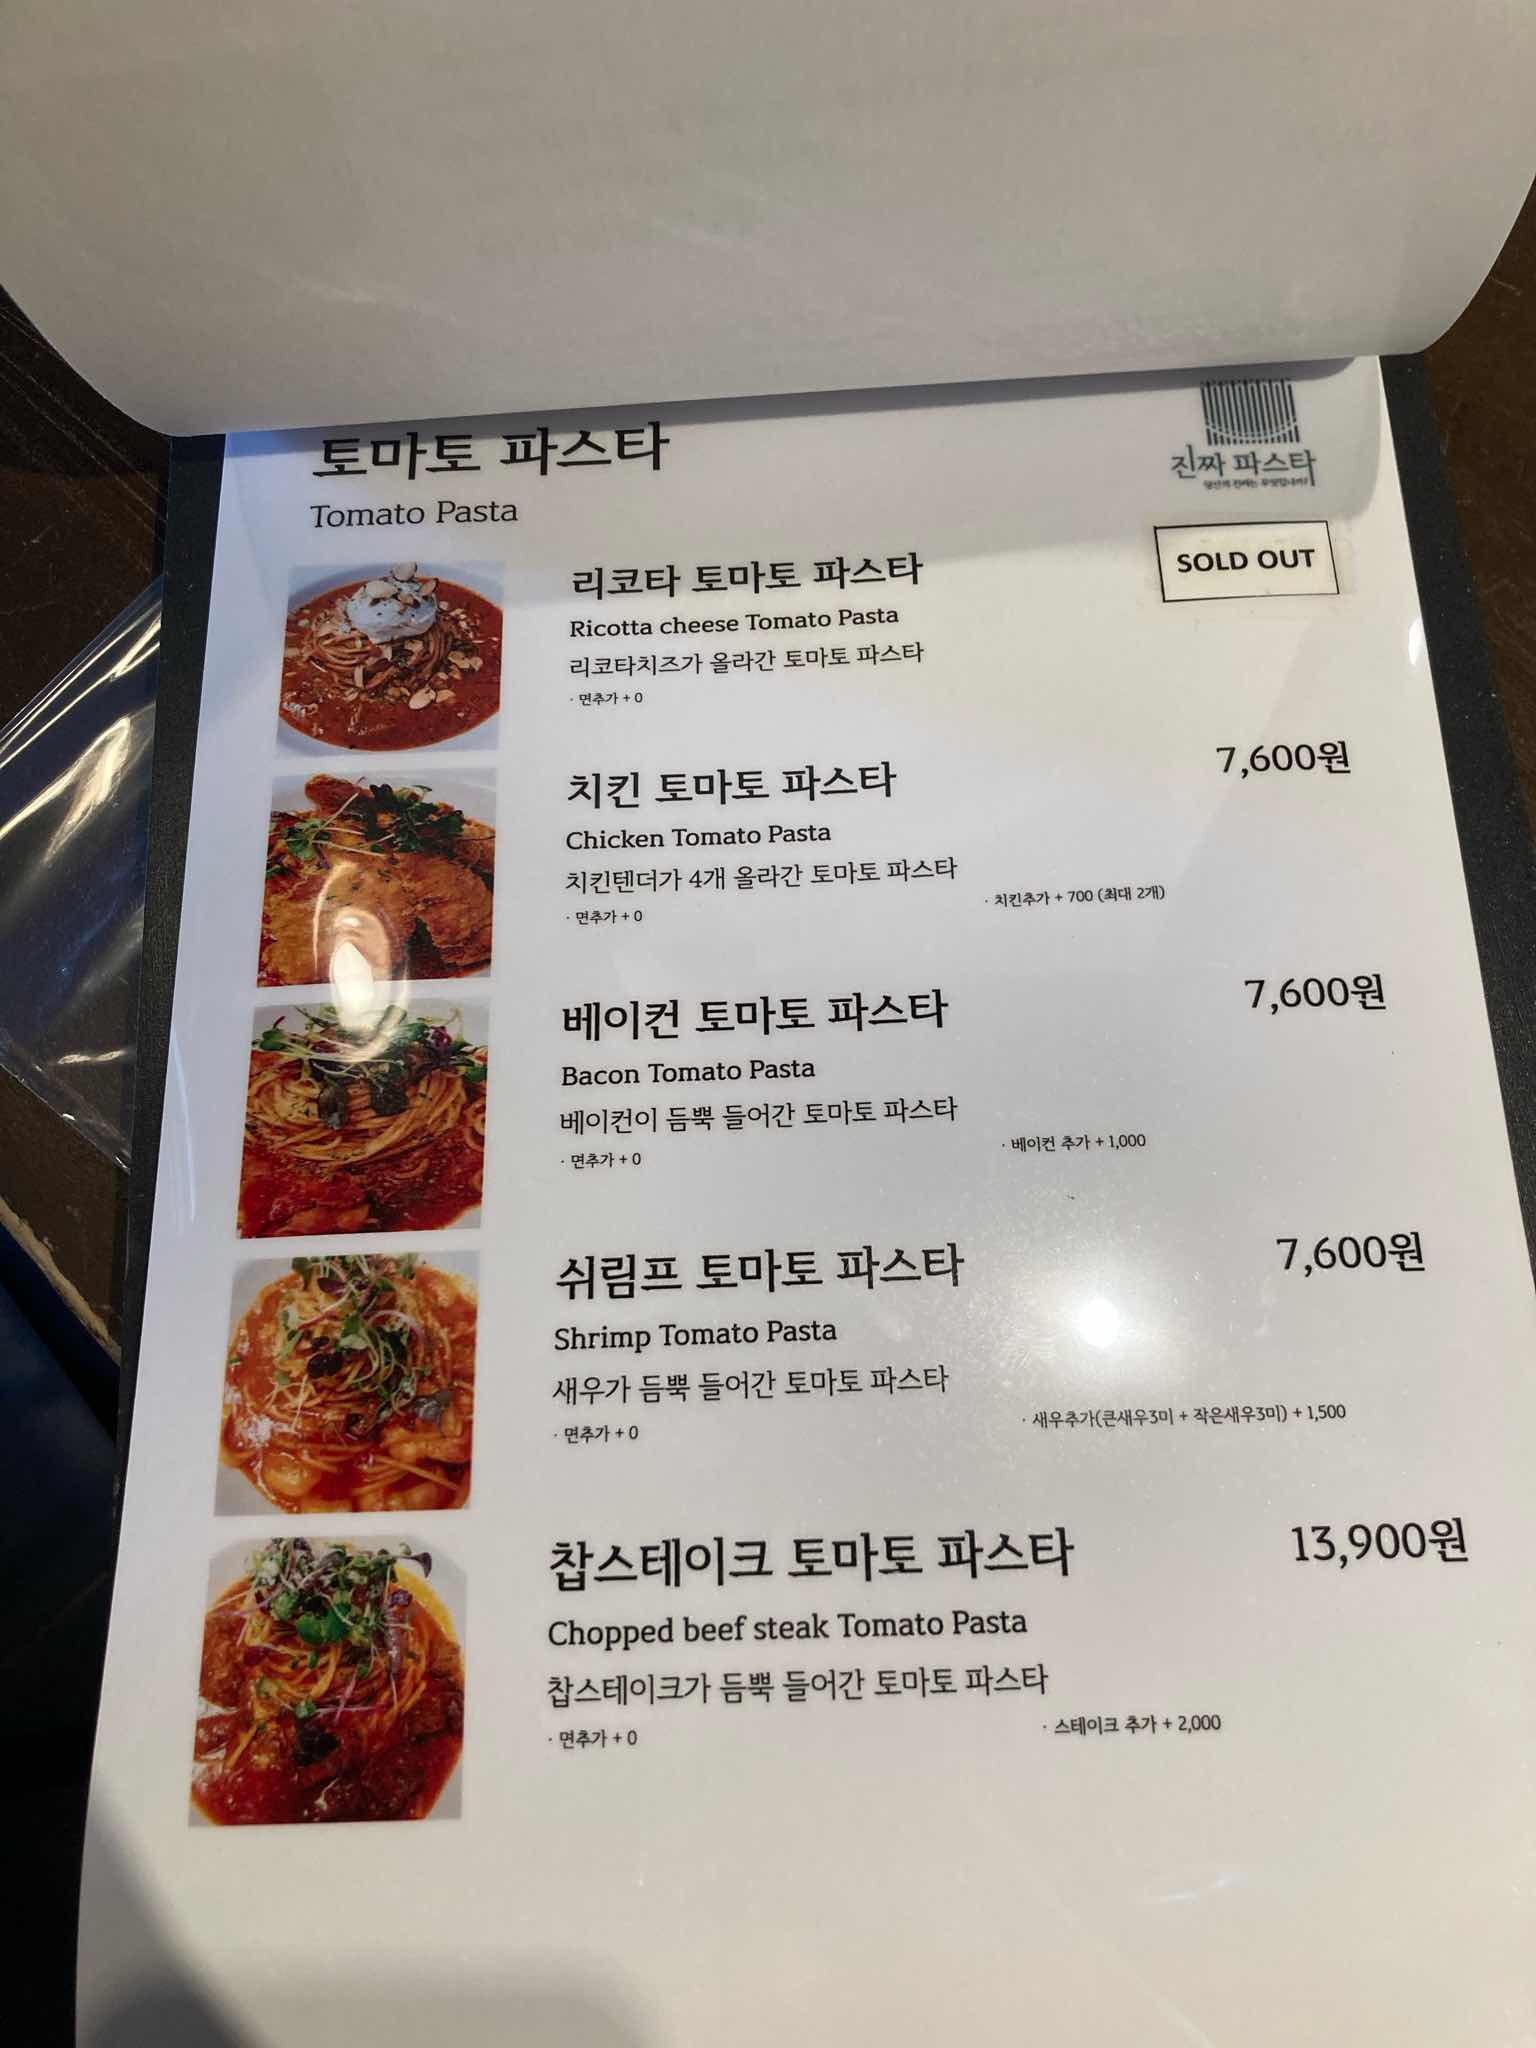 토마토 파스타
Tomato Pasta
진짜 파스타
리코타 토마토 파스타
SOLD OUT
Ricotta cheese Tomato Pasta
리코타치즈가 올라간 토마토 파스타
· 면추가 + 0
치킨 토마토 파스타
7,600원
Chicken Tomato Pasta
치킨텐더가 4개 올라간 토마토 파스타
· 면추가 + 0
· 치킨추가 + 700 (최대 2개)
베이컨 토마토 파스타
7,600원
Bacon Tomato Pasta
베이컨이 듬뿍 들어간 토마토 파스타
· 면추가 + 0
· 베이컨 추가 + 1,000
쉬림프 토마토 파스타
7,600원
Shrimp Tomato Pasta
새우가 듬뿍 들어간 토마토 파스타
· 면추가 + 0
· 새우추가(큰새우3미 + 작은새우3미) + 1,500
찹스테이크 토마토 파스타
13,900원
Chopped beef steak Tomato Pasta
찹스테이크가 듬뿍 들어간 토마토 파스타
· 면추가 + 0
· 스테이크 추가 + 2,000